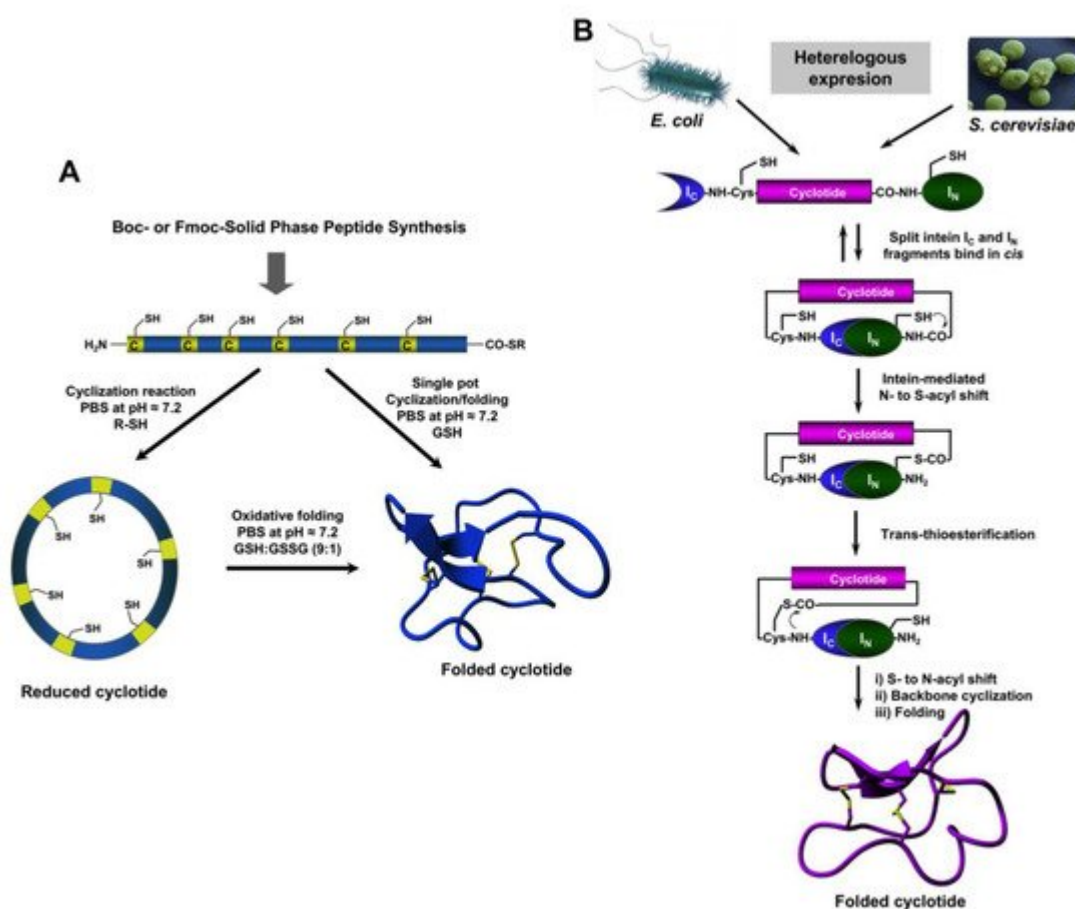 A
Boc- or Fmoc-Solid Phase Peptide Synthesis
SH SH SH SH SH SH
H2N C C C C C C CO-SR
Cyclization reaction
PBS at pH ≈ 7.2
R-SH
Single pot
Cyclization/folding
PBS at pH ≈ 7.2
GSH
SH
SH
SH
SH
SH
SH
Oxidative folding
PBS at pH ≈ 7.2
GSH:GSSG (9:1)
Reduced cyclotide
Folded cyclotide
B
Heterelogous
expresion
E. coli
S. cerevisiae
SH SH
IC -NH-Cys- Cyclotide -CO-NH- IN
Split intein IC and IN
fragments bind in cis
Cyclotide
SH SH
Cys-NH IC IN NH-CO
Intein-mediated
N- to S-acyl shift
Cyclotide
SH S-CO
Cys-NH IC IN NH2
Trans-thioesterification
Cyclotide
S-CO
SH
Cys-NH IC IN NH2
i) S- to N-acyl shift
ii) Backbone cyclization
iii) Folding
Folded cyclotide